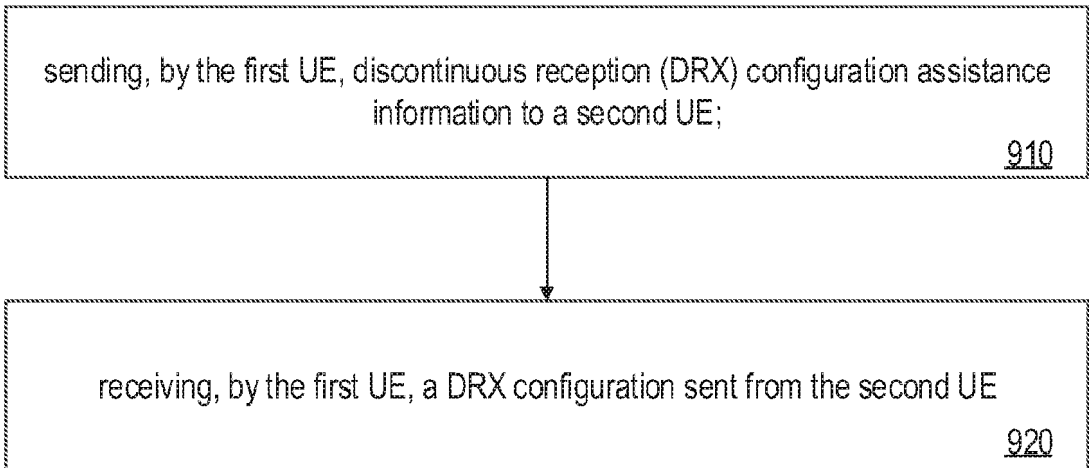 sending, by the first UE, discontinuous reception (DRX) configuration assistance
information to a second UE;
910
receiving, by the first UE, a DRX configuration sent from the second UE
920